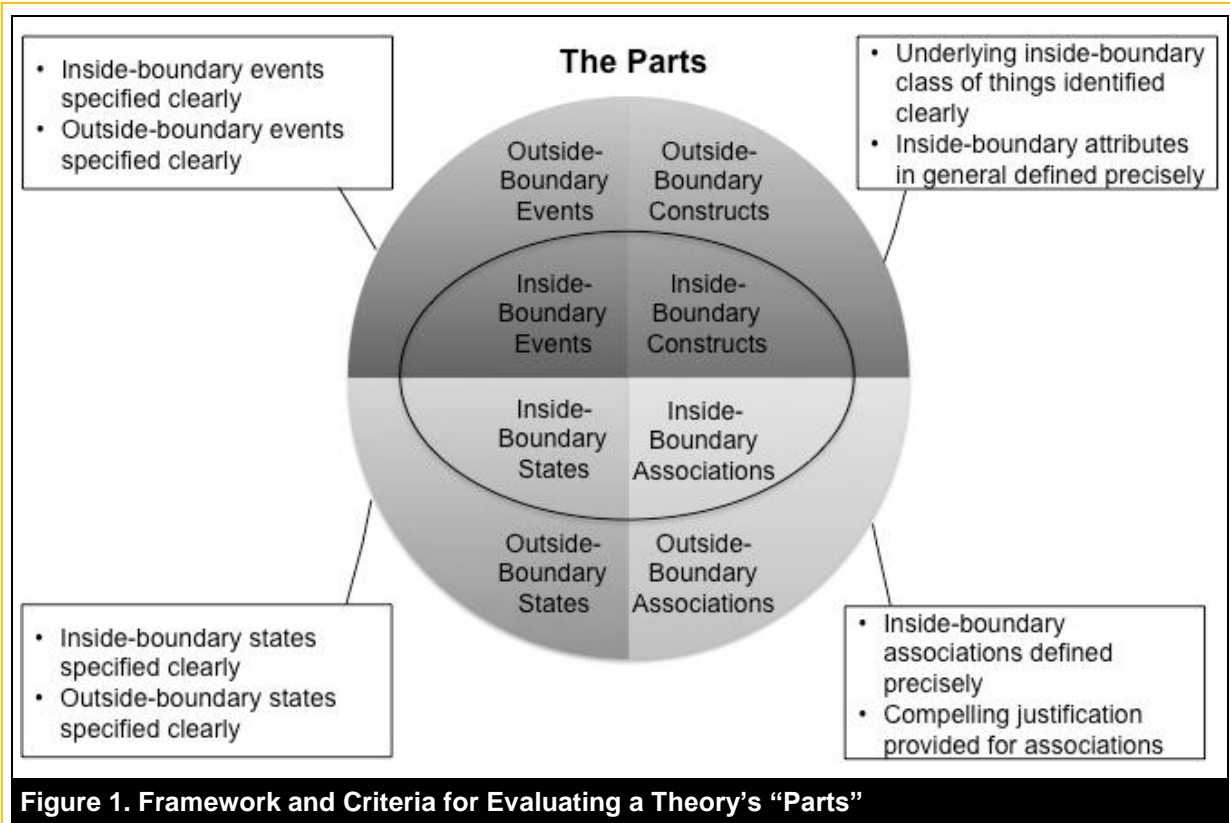 The Parts
• Inside-boundary events
specified clearly
• Outside-boundary events
specified clearly
• Underlying inside-boundary
class of things identified
clearly
• Inside-boundary attributes
in general defined precisely
Outside-
Boundary
Events
Outside-
Boundary
Constructs
Inside-
Boundary
Events
Inside-
Boundary
Constructs
Inside-
Boundary
States
Inside-
Boundary
Associations
Outside-
Boundary
States
Outside-
Boundary
Associations
• Inside-boundary states
specified clearly
• Outside-boundary states
specified clearly
• Inside-boundary
associations defined
precisely
• Compelling justification
provided for associations
Figure 1. Framework and Criteria for Evaluating a Theory’s “Parts”